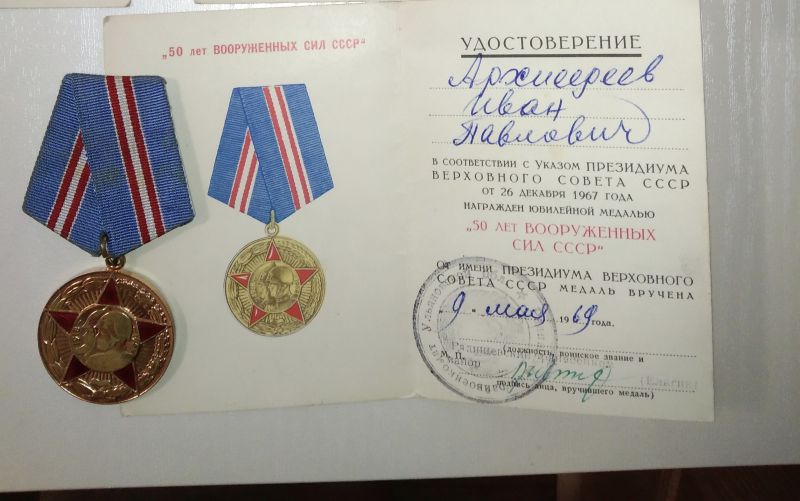 „50 лет ВООРУЖЕННЫХ СИЛ СССР"
УДОСТОВЕРЕНИЕ
Архиереев
Иван
Павлович
В СООТВЕТСТВИИ С УКАЗОМ ПРЕЗИДИУМА
ВЕРХОВНОГО СОВЕТА СССР
ОТ 26 ДЕКАБРЯ 1967 ГОДА
НАГРАЖДЕН ЮБИЛЕЙНОЙ МЕДАЛЬЮ
„50 ЛЕТ ВООРУЖЕННЫХ
СИЛ СССР"
ОТ ИМЕНИ ПРЕЗИДИУМА ВЕРХОВНОГО
СОВЕТА СССР МЕДАЛЬ ВРУЧЕНА
9 мая 1969 года.
(должность, воинское звание и
М. П.
подпись лица, вручившего медаль)